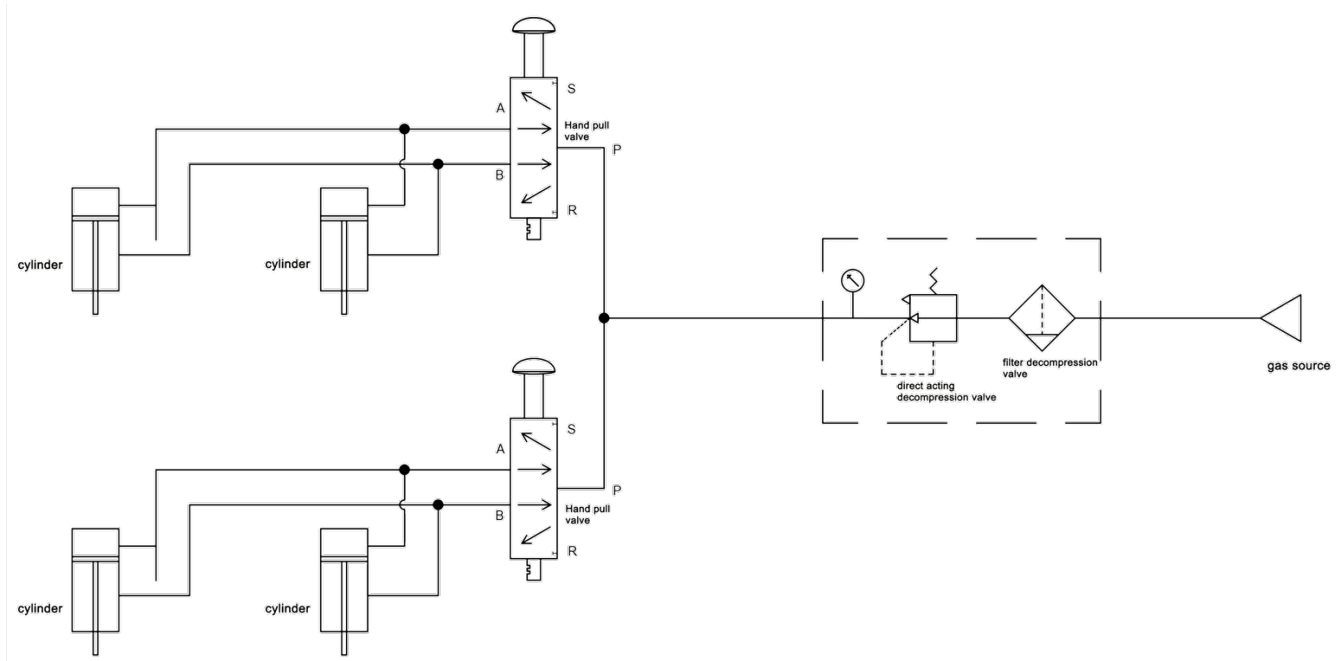 S
A
Hand pull
valve
P
B
R
cylinder
cylinder
filter decompression
valve
gas source
direct acting
decompression valve
S
A
P
Hand pull
valve
B
R
cylinder
cylinder